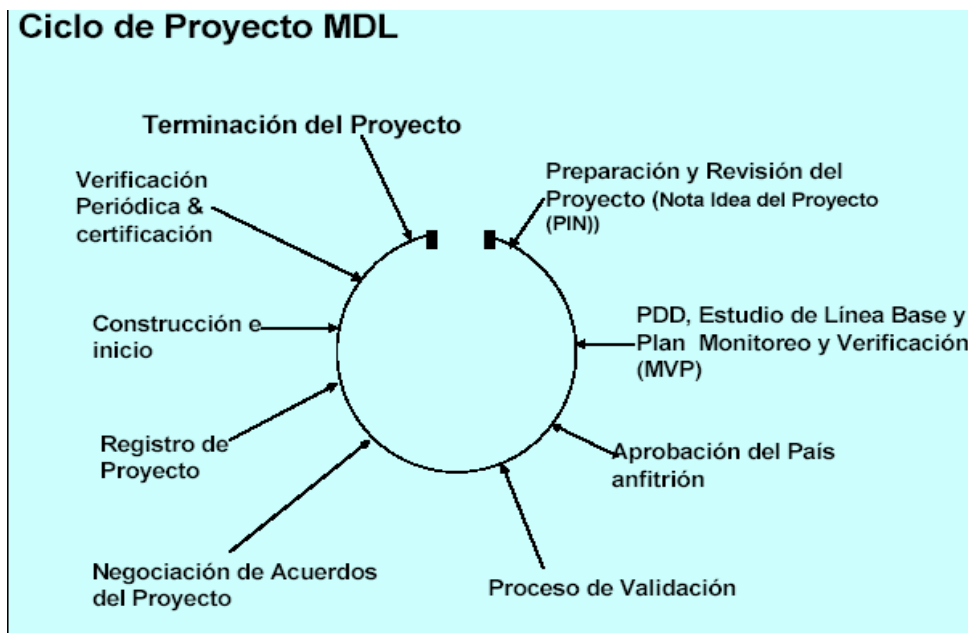 Ciclo de Proyecto MDL
Terminación del Proyecto
Verificación
Periódica &
certificación
Construcción e
inicio
Registro de
Proyecto
Negociación de Acuerdos
del Proyecto
Preparación y Revisión del
Proyecto (Nota Idea del Proyecto
(PIN))
PDD, Estudio de Línea Base y
Plan Monitoreo y Verificación
(MVP)
Aprobación del País
anfitrión
Proceso de Validación